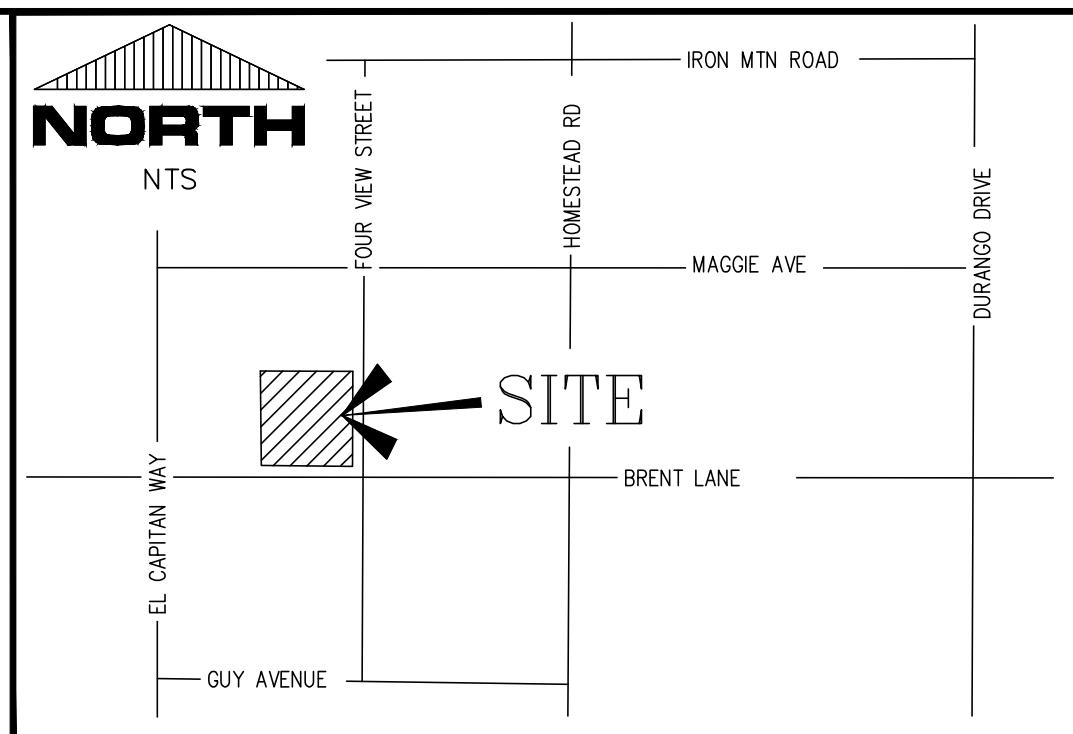 NORTH
NTS
IRON MTN ROAD
FOUR VIEW STREET
HOMESTEAD RD
DURANGO DRIVE
MAGGIE AVE
SITE
EL CAPITAN WAY
BRENT LANE
GUY AVENUE